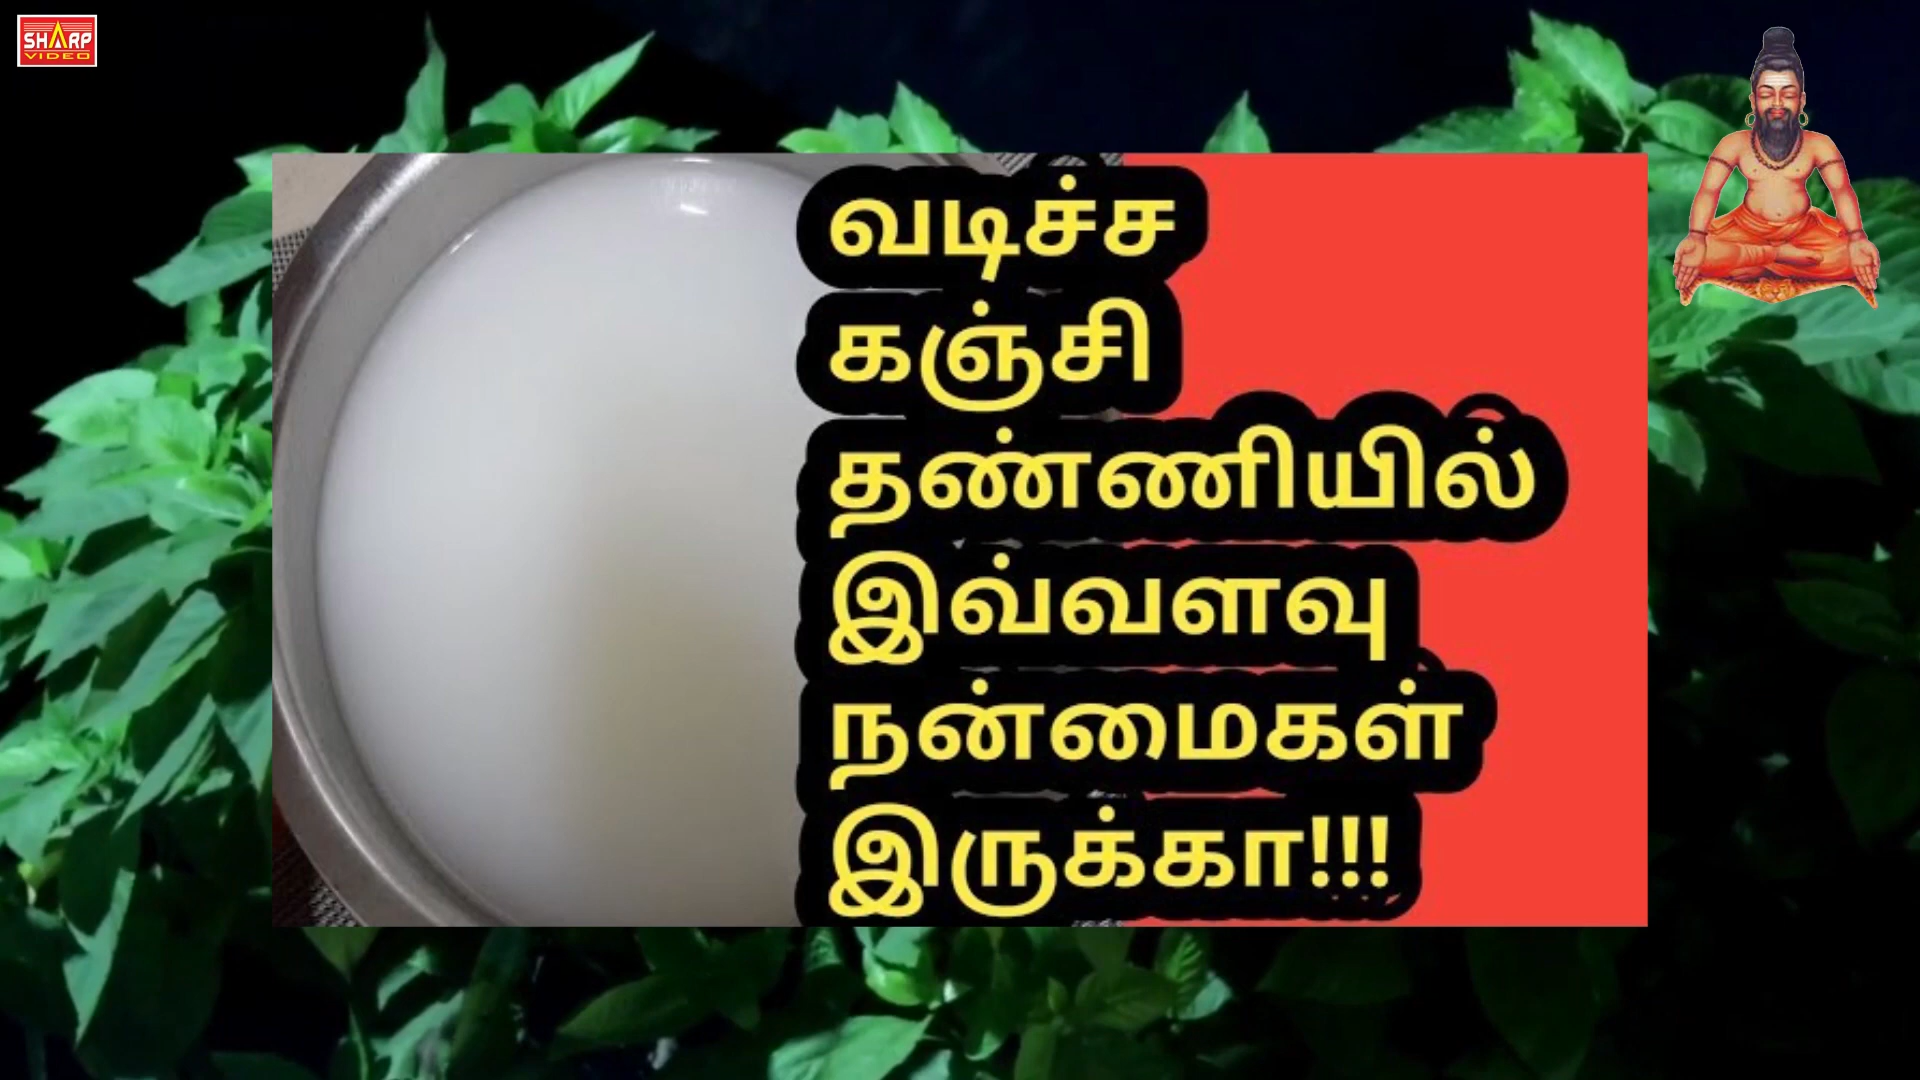 SHARP
VIDEO
வடிச்ச
கஞ்சி
தண்ணியில்
இவ்வளவு
நன்மைகள்
இருக்கா!!!